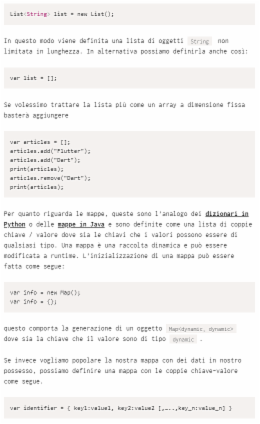 List<String> list = new List();
In questo modo viene definita una lista di oggetti String non
limitata in lunghezza. In alternativa possiamo definirla anche così:
var list = [];
Se volessimo trattare la lista più come un array a dimensione fissa
basterà aggiungere
var articles = [];
articles.add("Flutter");
articles.add("Dart");
print(articles);
articles.remove("Dart");
print(articles);
Per quanto riguarda le mappe, queste sono l'analogo dei dizionari in
Python o delle mappe in Java e sono definite come una lista di coppie
chiave / valore dove sia le chiavi che i valori possono essere di
qualsiasi tipo. Una mappa è una raccolta dinamica e può essere
modificata a runtime. L'inizializzazione di una mappa può essere
fatta come segue:
var info = new Map();
var info = {};
questo comporta la generazione di un oggetto Map<dynamic, dynamic>
dove sia la chiave che il valore sono di tipo dynamic .
Se invece vogliamo popolare la nostra mappa con dei dati in nostro
possesso, possiamo definire una mappa con le coppie chiave-valore
come segue.
var identifier = { key1:value1, key2:value2 [,…,key_n:value_n] }